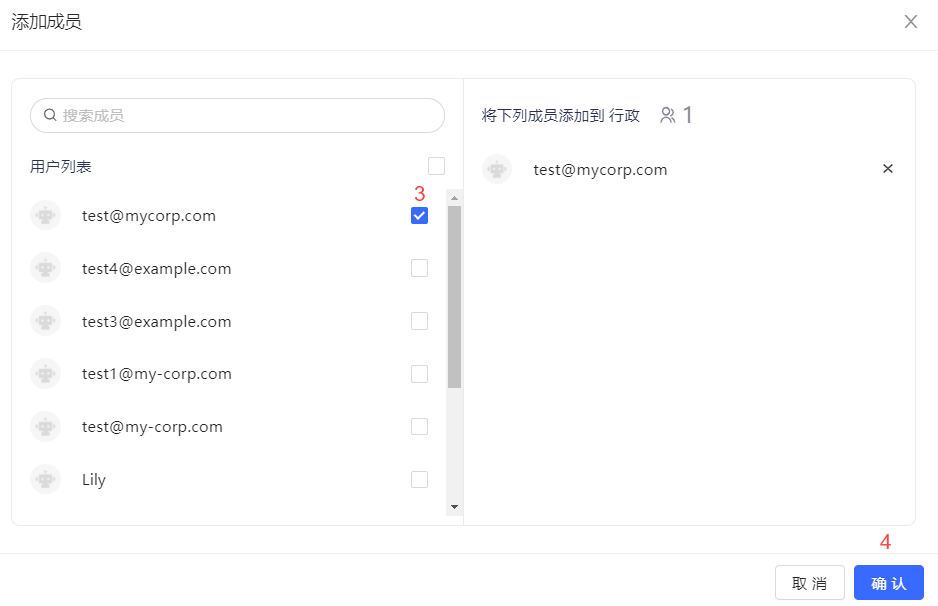 添加成员
搜索成员
用户列表
3
test@mycorp.com
test4@example.com
test3@example.com
test1@my-corp.com
test@my-corp.com
Lily
将下列成员添加到 行政 1
test@mycorp.com
4
取 消
确 认